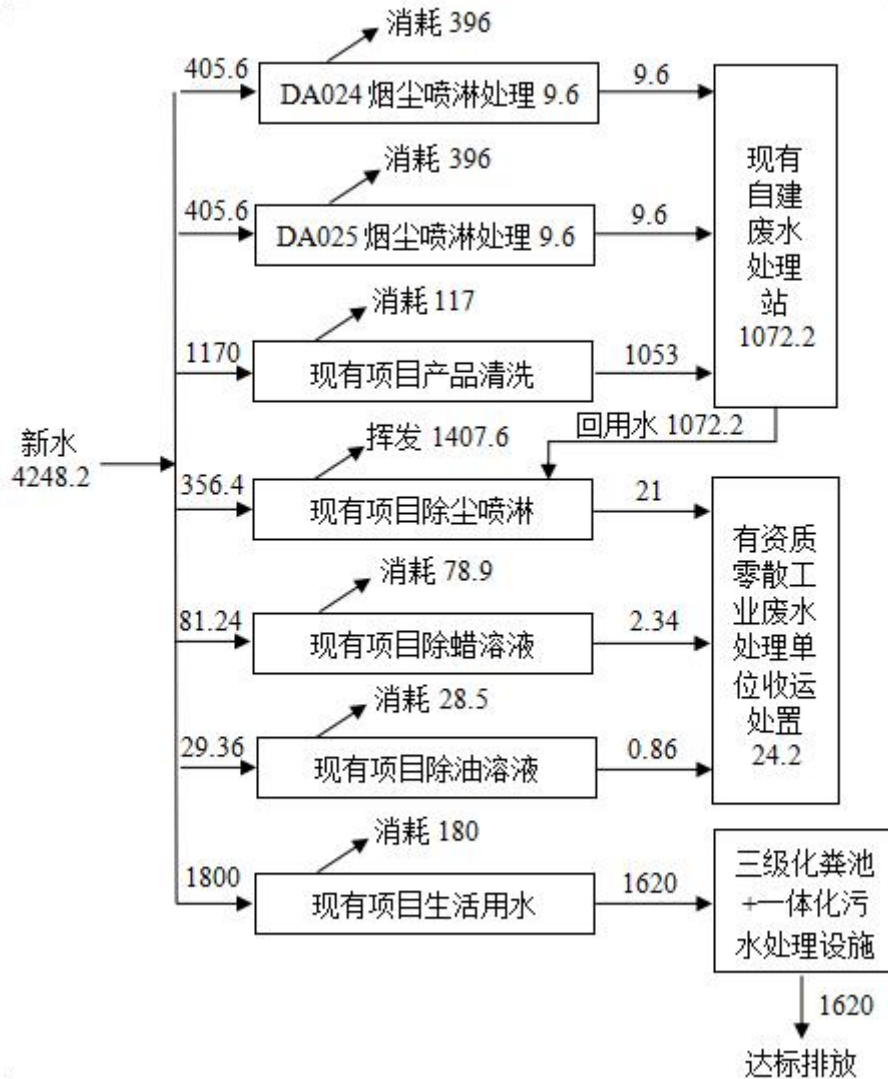 消耗 396
405.6
DA024 烟尘喷淋处理 9.6
9.6
消耗 396
405.6
DA025 烟尘喷淋处理 9.6
9.6
现有
自建
废水
处理
站
1072.2
消耗 117
1170
现有项目产品清洗
1053
回用水 1072.2
新水
4248.2
挥发 1407.6
356.4
现有项目除尘喷淋
21
消耗 78.9
81.24
现有项目除蜡溶液
2.34
消耗 28.5
29.36
现有项目除油溶液
0.86
有资质
零散工
业废水
处理单
位收运
处置
24.2
消耗 180
1800
现有项目生活用水
1620
三级化粪池
+一体化污
水处理设施
1620
达标排放